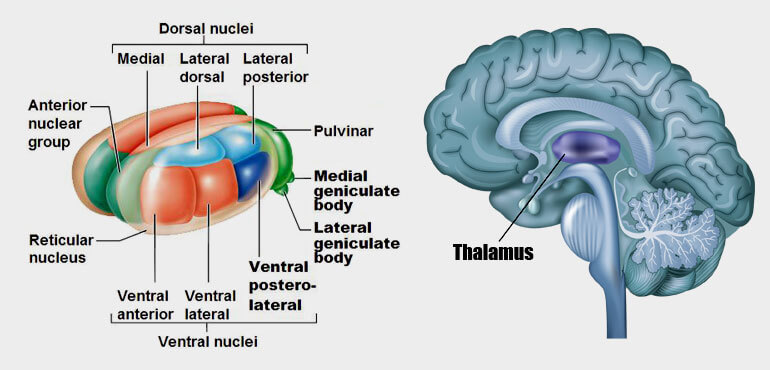 Dorsal nuclei
Medial
Lateral
dorsal
Lateral
posterior
Anterior
nuclear
group
Pulvinar
Medial
geniculate
body
Lateral
geniculate
body
Reticular
nucleus
Ventral
postero-
lateral
Ventral
anterior
Ventral
lateral
Ventral nuclei
Thalamus